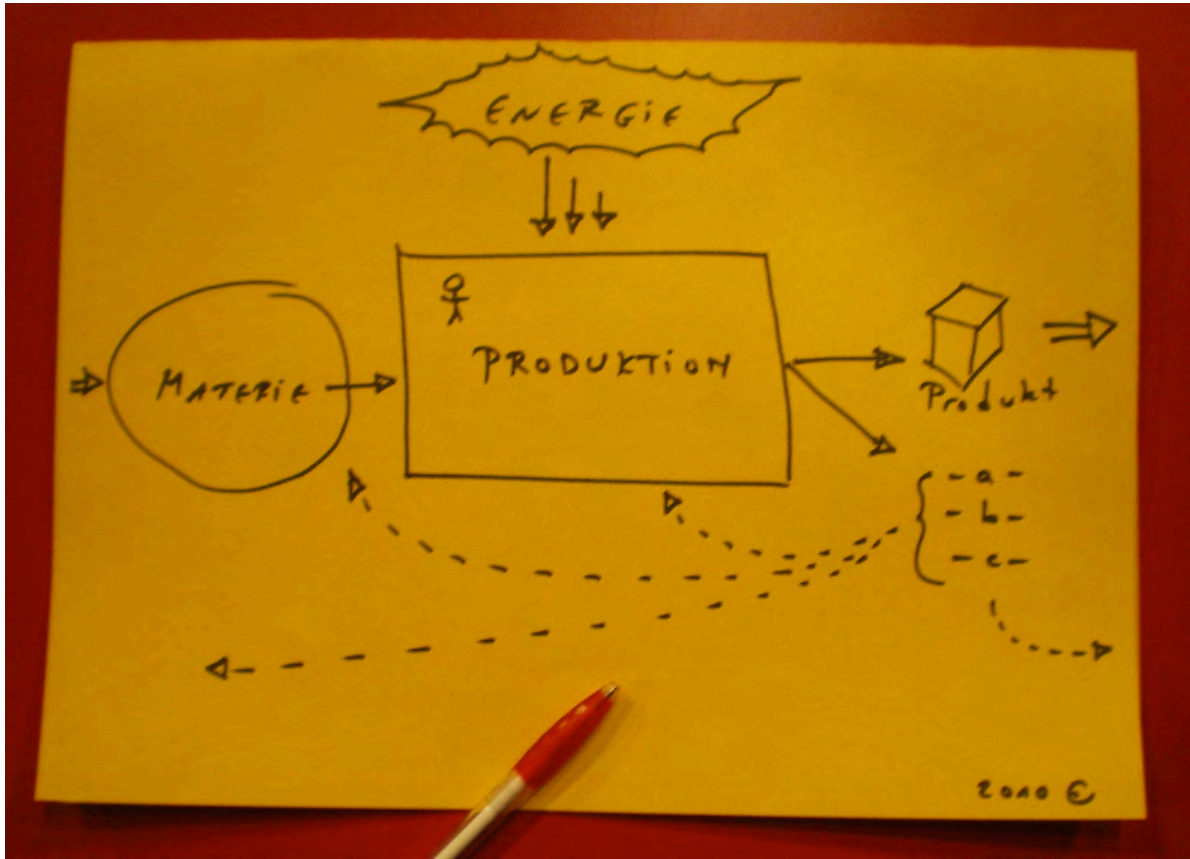 ENERGiE
PRODUKTiON
MATERiE
Produkt
- a -
- b -
- c -
2010 €